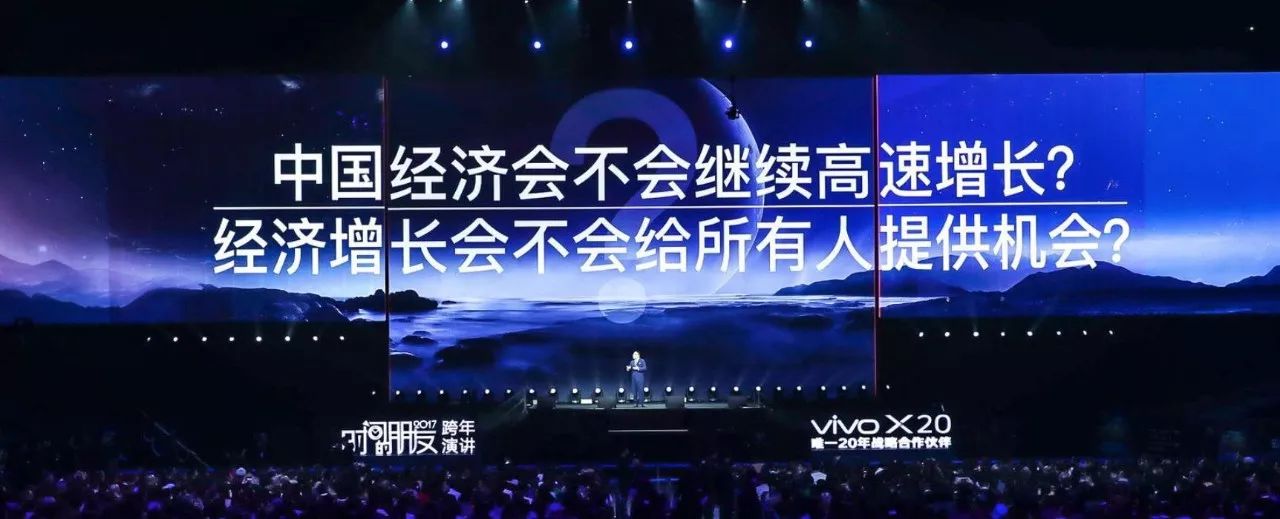 中国经济会不会继续高速增长?
经济增长会不会给所有人提供机会?
时间的朋友 2017 跨年演讲
vivo X20
唯一20年战略合作伙伴